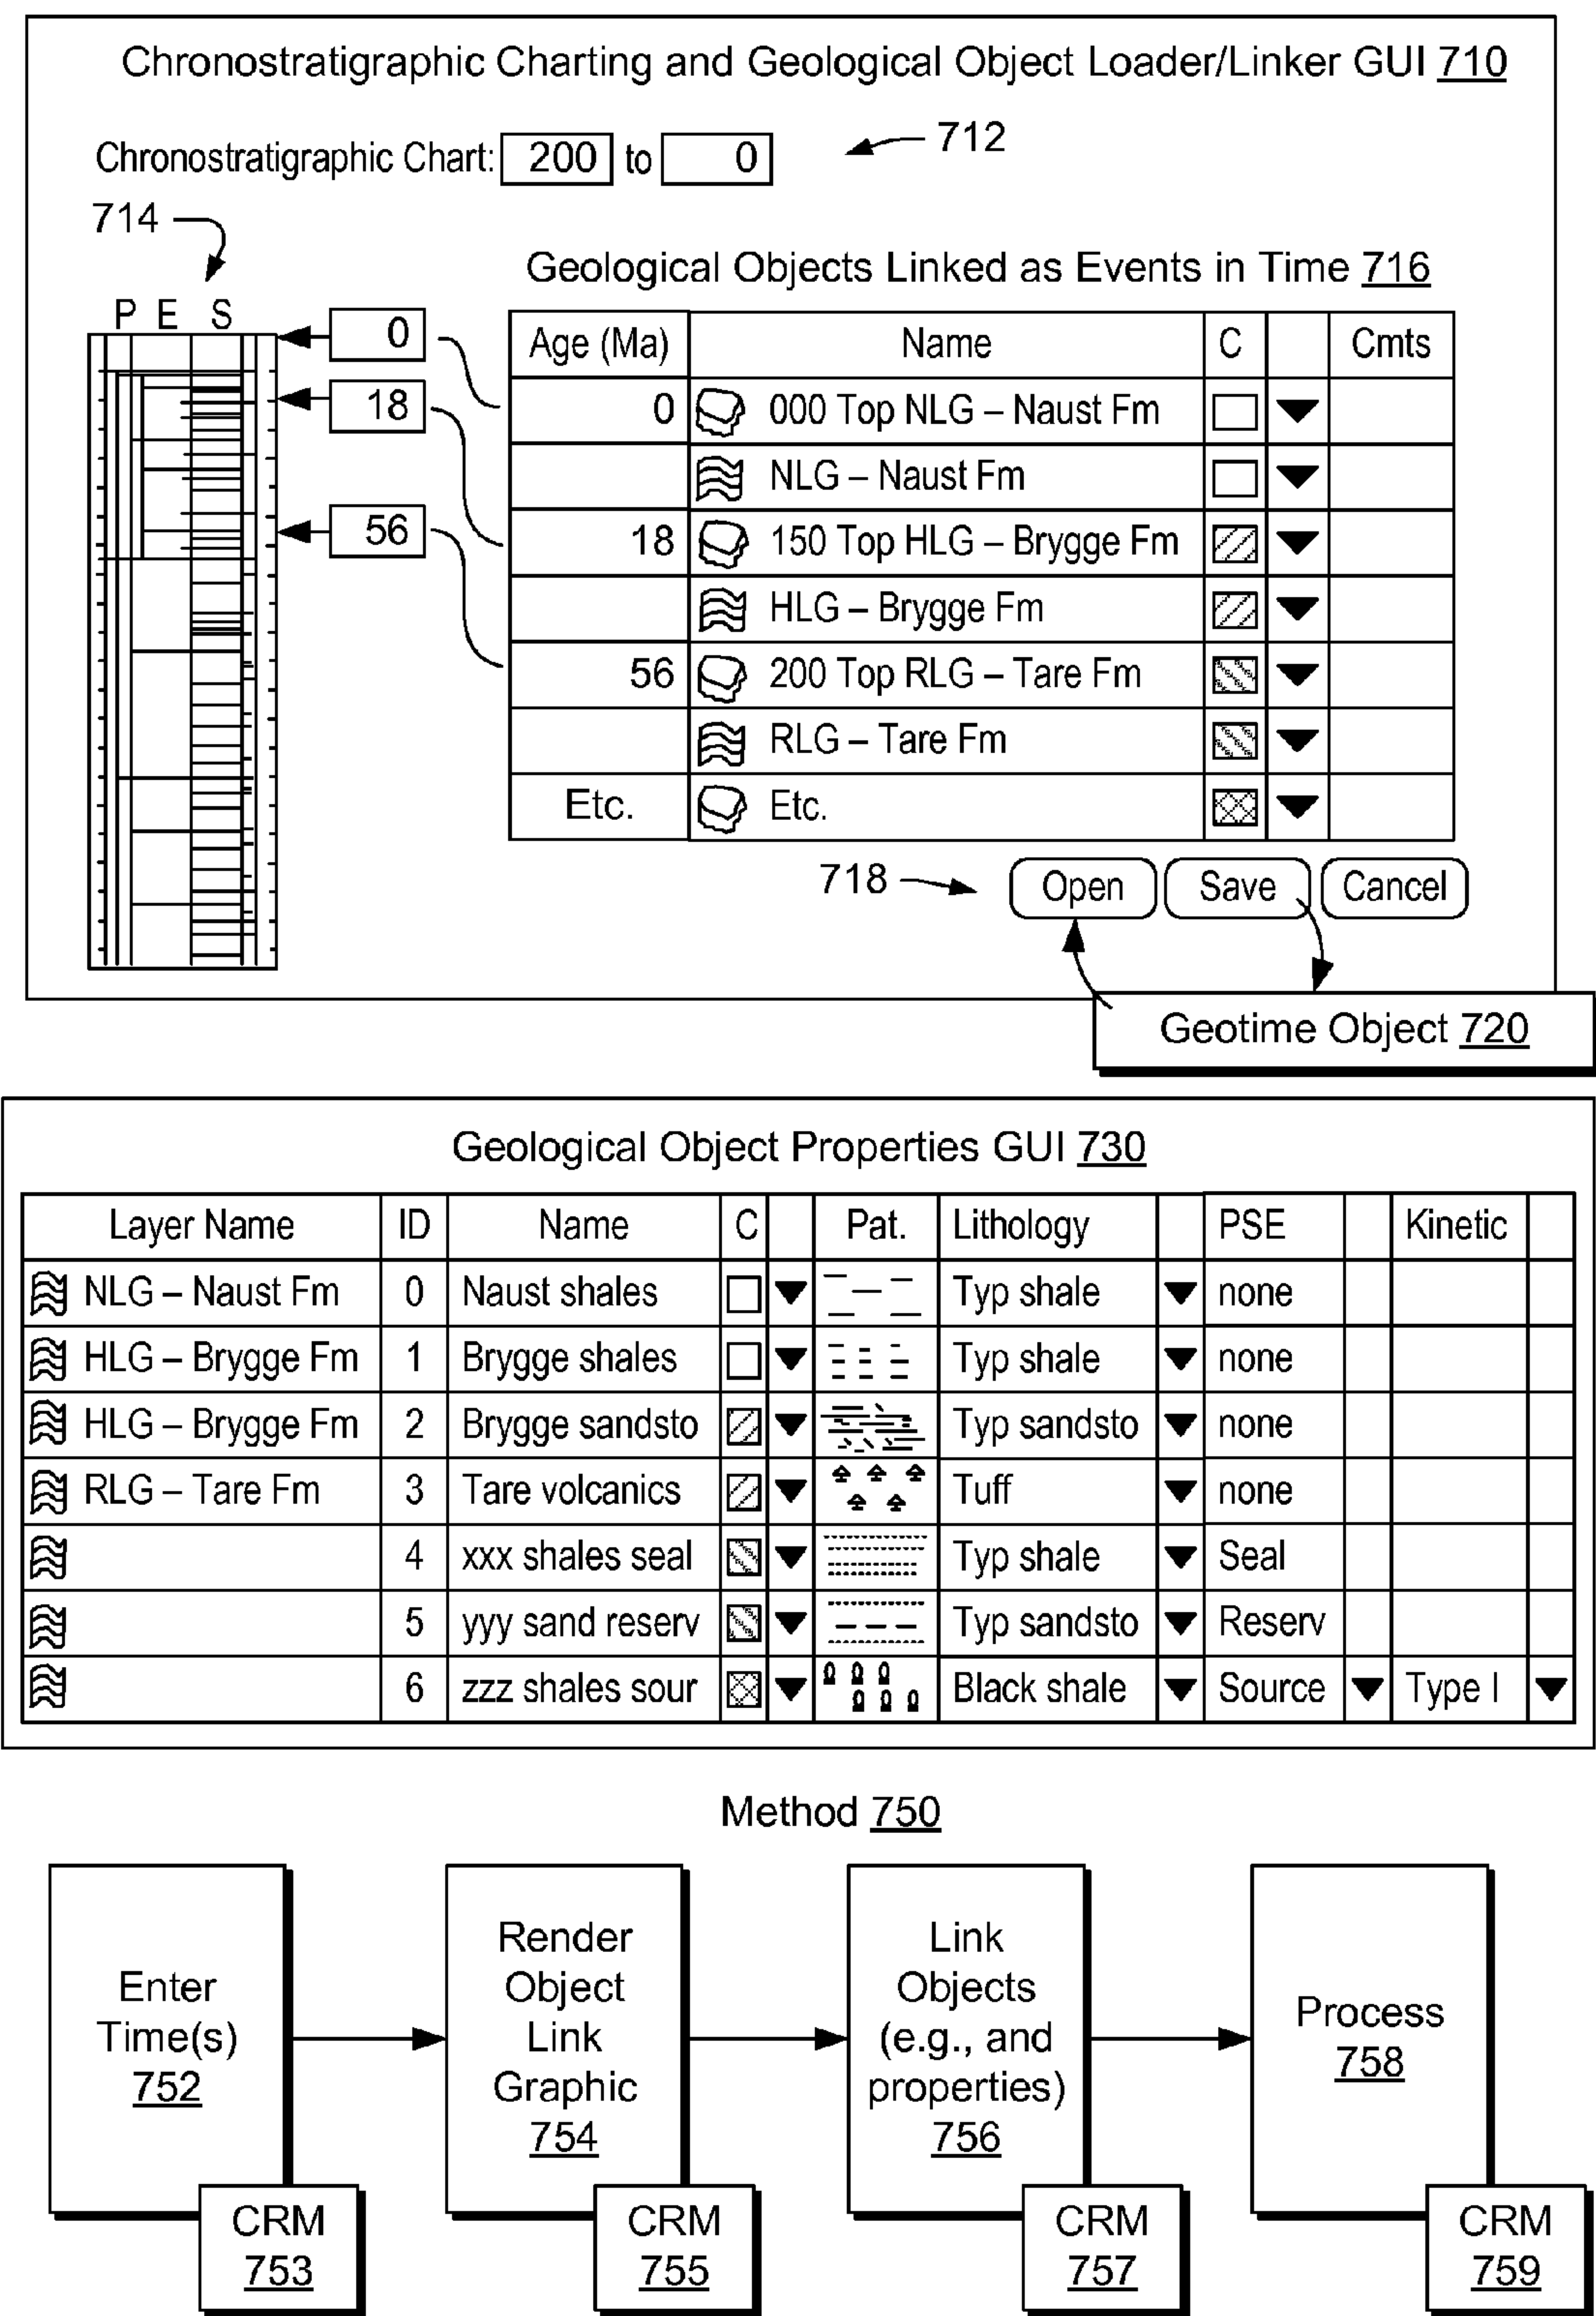 Chronostratigraphic Charting and Geological Object Loader/Linker GUI 710
Chronostratigraphic Chart: 200 to 0
712
714
Geological Objects Linked as Events in Time 716
P E S
0
18
56
Age (Ma) Name C Cmts
0 000 Top NLG – Naust Fm
NLG – Naust Fm
18 150 Top HLG – Brygge Fm
HLG – Brygge Fm
56 200 Top RLG – Tare Fm
RLG – Tare Fm
Etc. Etc.
718 Open Save Cancel
Geotime Object 720
Geological Object Properties GUI 730
Layer Name ID Name C Pat. Lithology PSE Kinetic
NLG – Naust Fm 0 Naust shales Typ shale none
HLG – Brygge Fm 1 Brygge shales Typ shale none
HLG – Brygge Fm 2 Brygge sandsto Typ sandsto none
RLG – Tare Fm 3 Tare volcanics Tuff none
4 xxx shales seal Typ shale Seal
5 yyy sand reserv Typ sandsto Reserv
6 zzz shales sour Black shale Source Type I
Method 750
Enter
Time(s)
752
CRM
753
Render
Object
Link
Graphic
754
CRM
755
Link
Objects
(e.g., and
properties)
756
CRM
757
Process
758
CRM
759